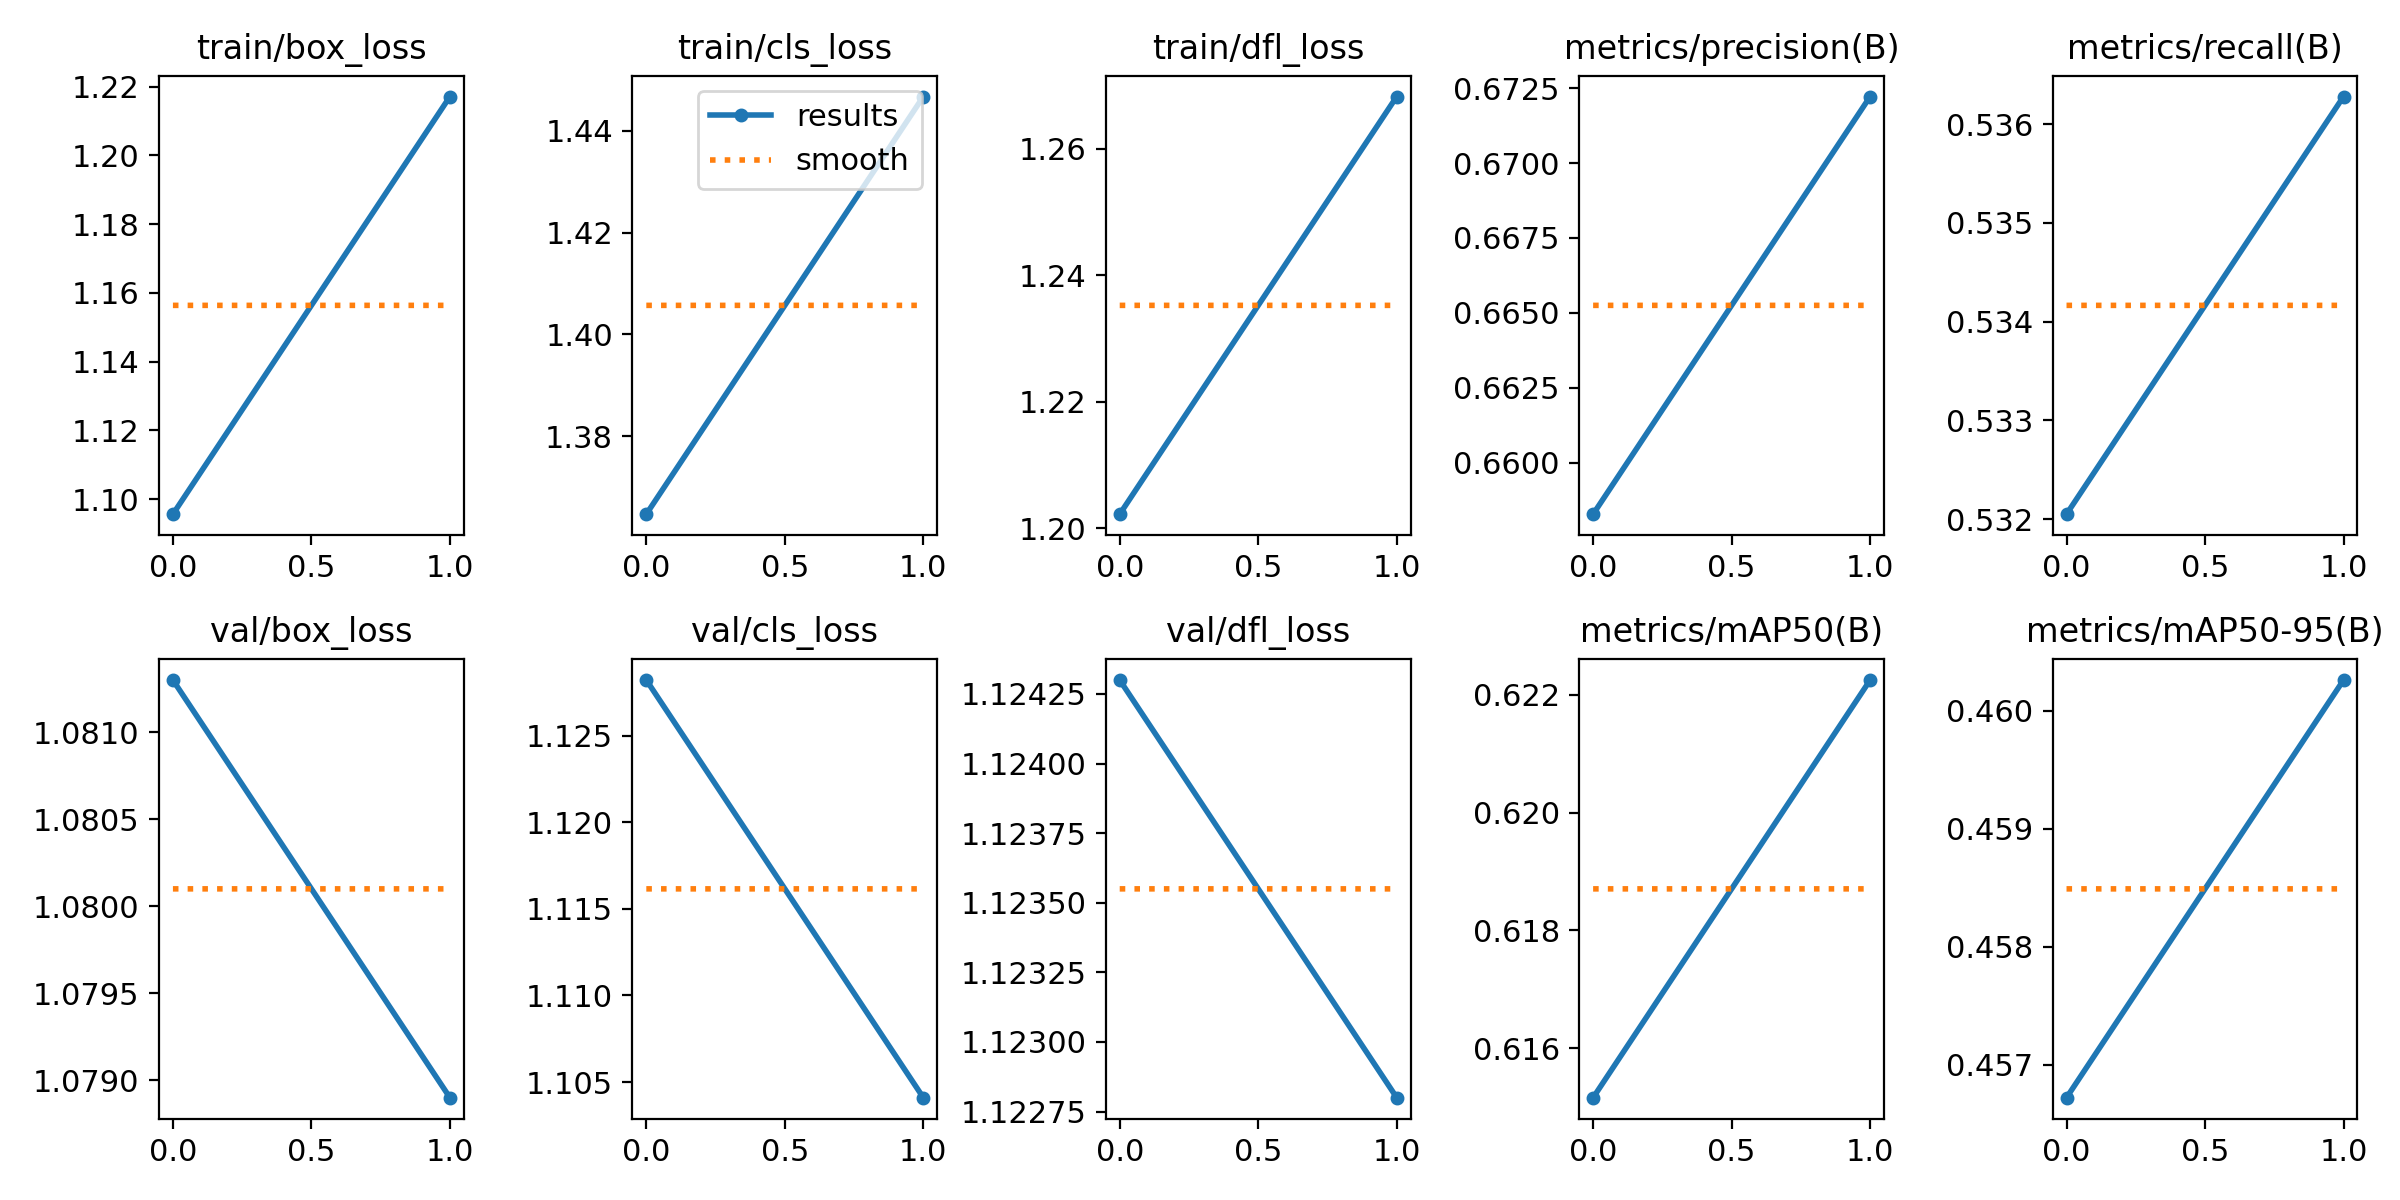 train/box_loss
1.22
1.20
1.18
1.16
1.14
1.12
1.10
0.0 0.5 1.0
train/cls_loss
results
smooth
1.44
1.42
1.40
1.38
0.0 0.5 1.0
train/dfl_loss
1.26
1.24
1.22
1.20
0.0 0.5 1.0
metrics/precision(B)
0.6725
0.6700
0.6675
0.6650
0.6625
0.6600
0.0 0.5 1.0
metrics/recall(B)
0.536
0.535
0.534
0.533
0.532
0.0 0.5 1.0
val/box_loss
1.0810
1.0805
1.0800
1.0795
1.0790
0.0 0.5 1.0
val/cls_loss
1.125
1.120
1.115
1.110
1.105
0.0 0.5 1.0
val/dfl_loss
1.12425
1.12400
1.12375
1.12350
1.12325
1.12300
1.12275
0.0 0.5 1.0
metrics/mAP50(B)
0.622
0.620
0.618
0.616
0.0 0.5 1.0
metrics/mAP50-95(B)
0.460
0.459
0.458
0.457
0.0 0.5 1.0